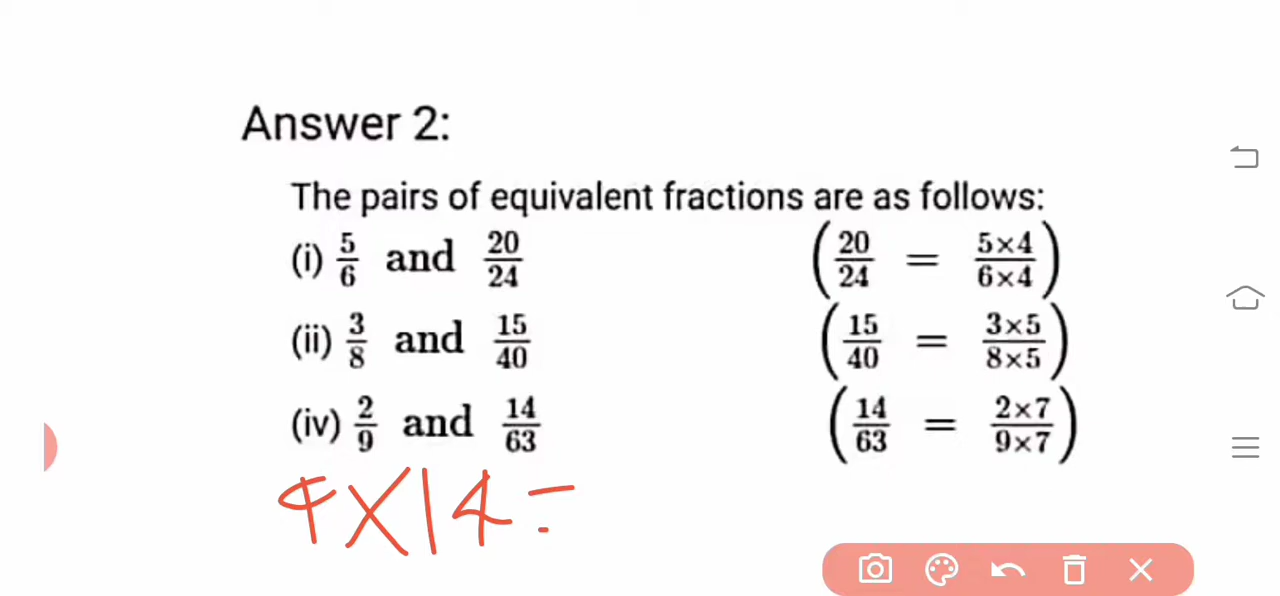 Answer 2:
The pairs of equivalent fractions are as follows:
(i) 5/6 and 20/24 (20/24 = 5×4/6×4)
(ii) 3/8 and 15/40 (15/40 = 3×5/8×5)
(iv) 2/9 and 14/63 (14/63 = 2×7/9×7)
4×14=